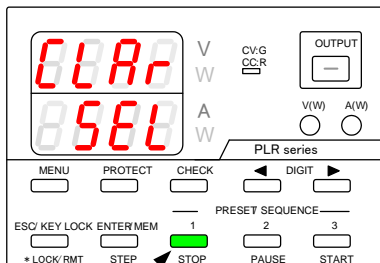 CLAr V
W
CV:G
CC:R
OUTPUT
SEL A
W
V(W) A(W)
PLR series
MENU PROTECT CHECK DIGIT
PRESET/ SEQUENCE
ESC/ KEY LOCK ENTER/MEM 1 2 3
* LOCK/ RMT STEP STOP PAUSE START